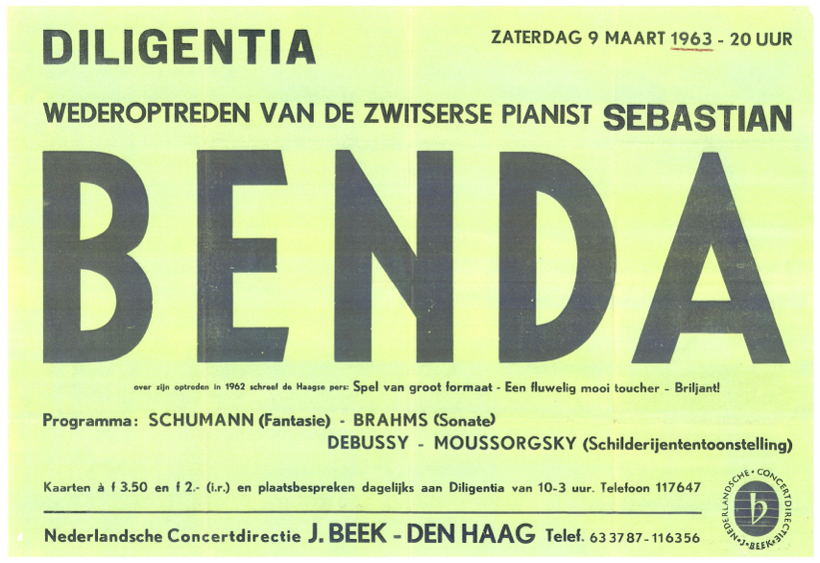 DILIGENTIA
ZATERDAG 9 MAART 1963 - 20 UUR
WEDEROPTREDEN VAN DE ZWITSERSE PIANIST SEBASTIAN
BENDA
over zijn optreden in 1962 schreef de Haagse pers: Spel van groot formaat - Een fluwelig mooi toucher - Briljant!
Programma: SCHUMANN (Fantasie) - BRAHMS (Sonate)
DEBUSSY - MOUSSORGSKY (Schilderijententoonstelling)
Kaarten à f 3.50 en f 2.- (i.r.) en plaatsbespreken dagelijks aan Diligentia van 10-3 uur. Telefoon 117647
Nederlandsche Concertdirectie J. BEEK - DEN HAAG Telef. 633787-116356
NEDERLANDSCHE • CONCERTDIRECTIE • J • BEEK •
b